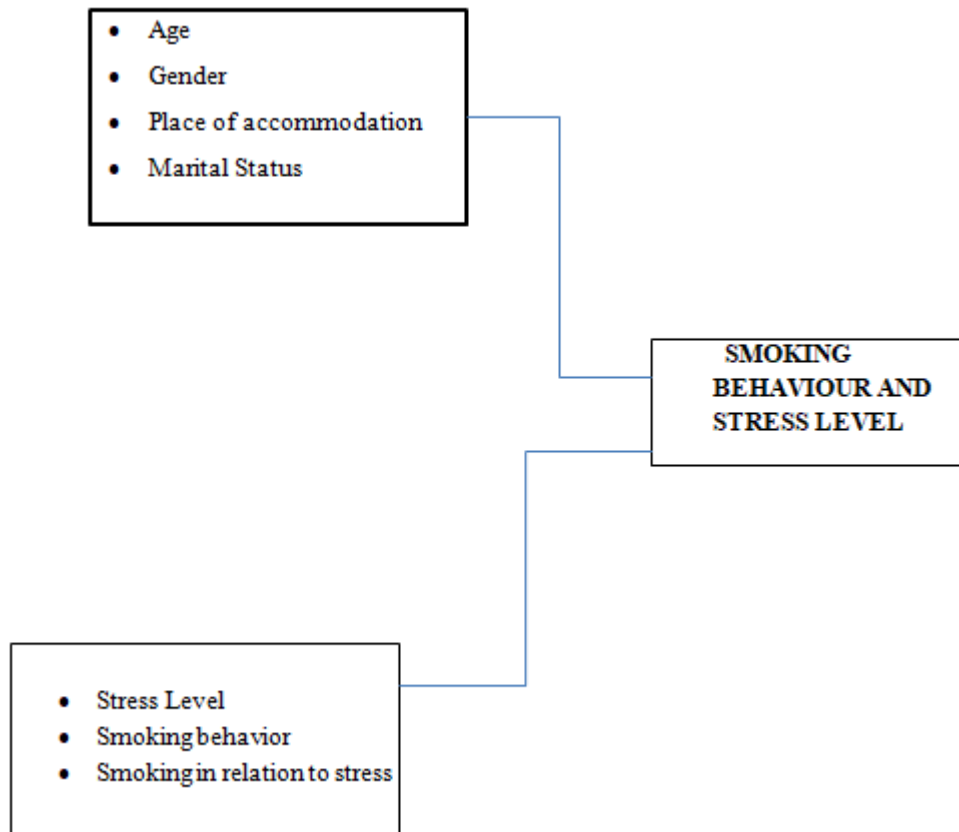 • Age
• Gender
• Place of accommodation
• Marital Status
SMOKING
BEHAVIOUR AND
STRESS LEVEL
• Stress Level
• Smoking behavior
• Smoking in relation to stress